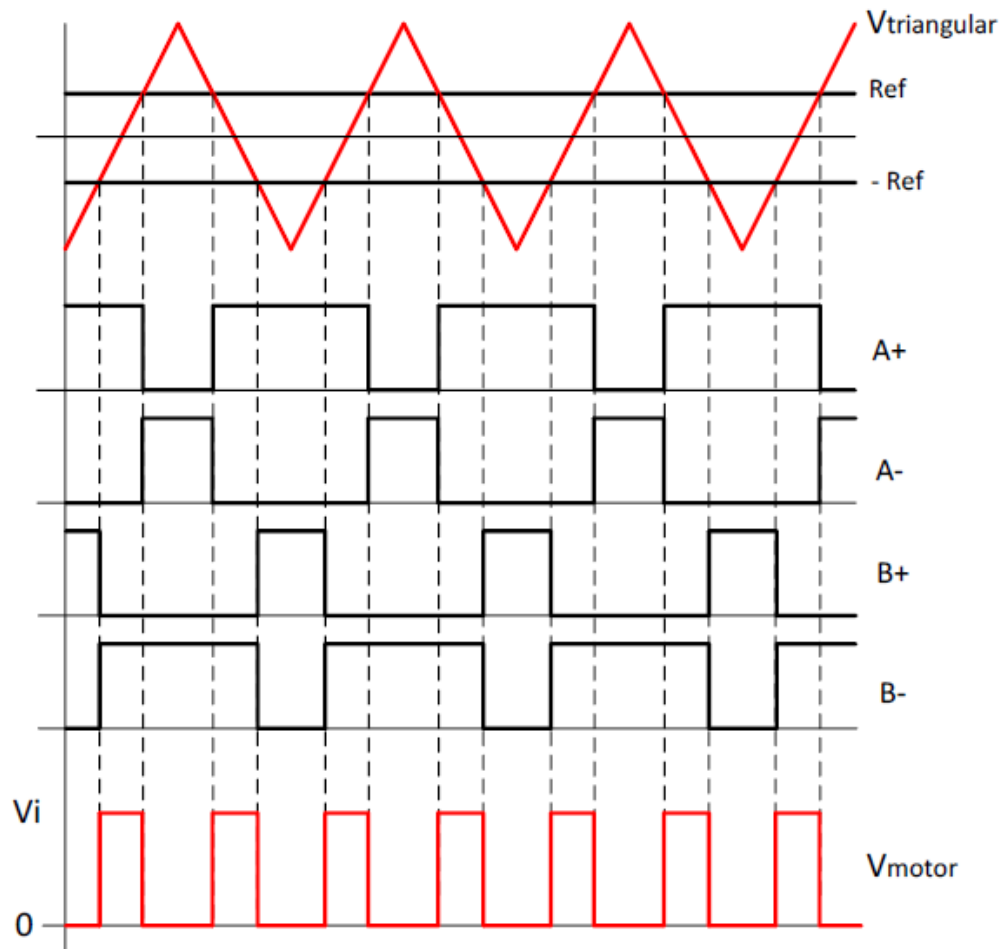 Vtriangular
Ref
- Ref
A+
A-
B+
B-
Vi
Vmotor
0